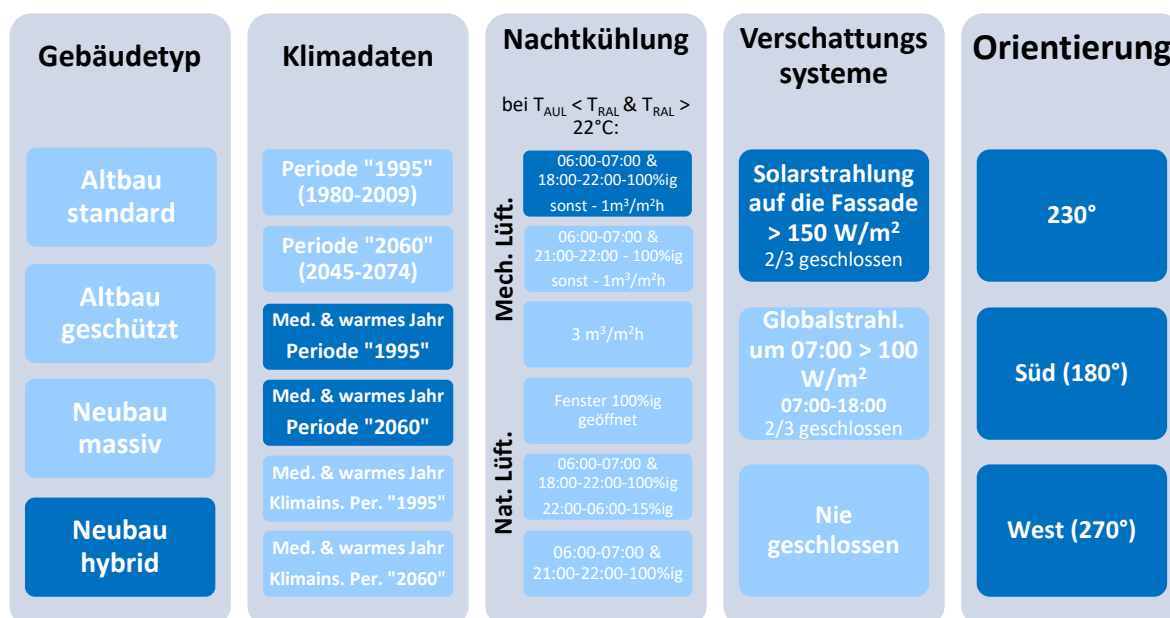 Gebäudetyp
Altbau
standard
Altbau
geschützt
Neubau
massiv
Neubau
hybrid
Klimadaten
Periode "1995"
(1980-2009)
Periode "2060"
(2045-2074)
Med. & warmes Jahr
Periode "1995"
Med. & warmes Jahr
Periode "2060"
Med. & warmes Jahr
Klimains. Per. "1995"
Med. & warmes Jahr
Klimains. Per. "2060"
Nachtkühlung
bei T_AUL < T_RAL & T_RAL >
22°C:
Mech. Lüft.
06:00-07:00 &
18:00-22:00-100%ig
sonst - 1m³/m²h
06:00-07:00 &
21:00-22:00 - 100%ig
sonst - 1m³/m²h
3 m³/m²h
Nat. Lüft.
Fenster 100%ig
geöffnet
06:00-07:00 &
18:00-22:00-100%ig
22:00-06:00-15%ig
06:00-07:00 &
21:00-22:00-100%ig
Verschattungs
systeme
Solarstrahlung
auf die Fassade
> 150 W/m²
2/3 geschlossen
Globalstrahl.
um 07:00 > 100
W/m²
07:00-18:00
2/3 geschlossen
Nie
geschlossen
Orientierung
230°
Süd (180°)
West (270°)